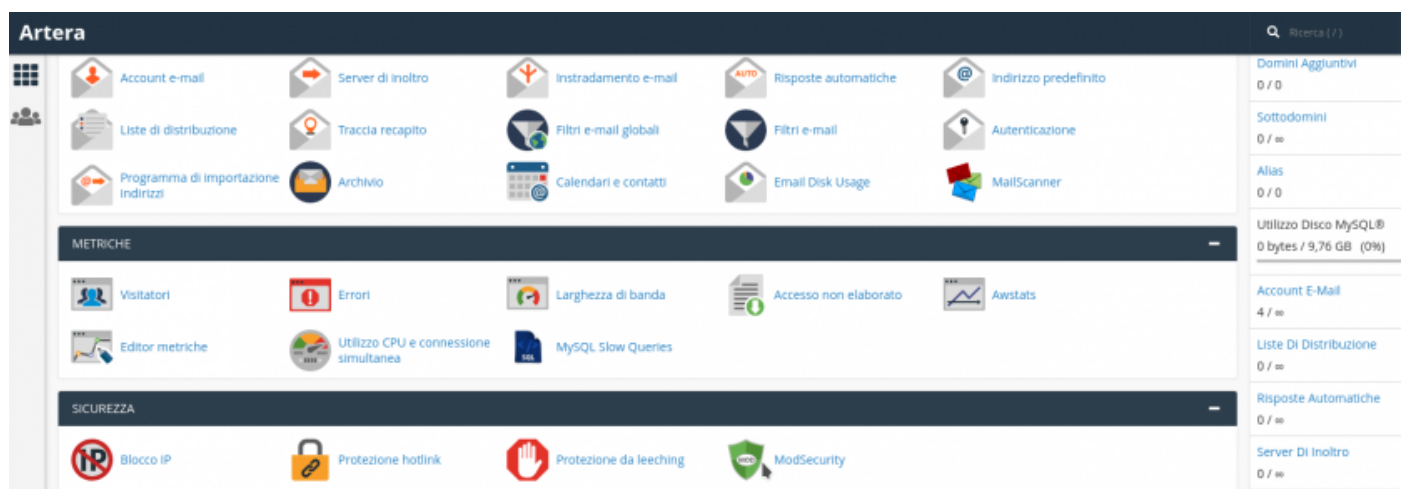 Artera
Ricerca ( / )
Account e-mail
Server di inoltro
Instradamento e-mail
AUTO
Risposte automatiche
@
Indirizzo predefinito
Liste di distribuzione
Traccia recapito
Filtri e-mail globali
Filtri e-mail
Autenticazione
Programma di importazione
indirizzi
Archivio
@
Calendari e contatti
Email Disk Usage
MailScanner
METRICHE
Visitatori
Errori
Larghezza di banda
Accesso non elaborato
Awstats
Editor metriche
Utilizzo CPU e connessione
simultanea
SQL
MySQL Slow Queries
SICUREZZA
IP
Blocco IP
Protezione hotlink
Protezione da leeching
MOD
ModSecurity
Domini Aggiuntivi
0 / 0
Sottodomini
0 / ∞
Alias
0 / 0
Utilizzo Disco MySQL®
0 bytes / 9,76 GB (0%)
Account E-Mail
4 / ∞
Liste Di Distribuzione
0 / ∞
Risposte Automatiche
0 / ∞
Server Di Inoltro
0 / ∞